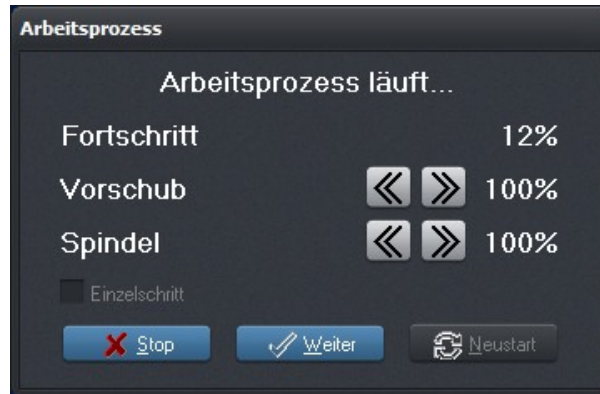 Arbeitsprozess
Arbeitsprozess läuft...
Fortschritt 12%
Vorschub 100%
Spindel 100%
Einzelschritt
Stop Weiter Neustart